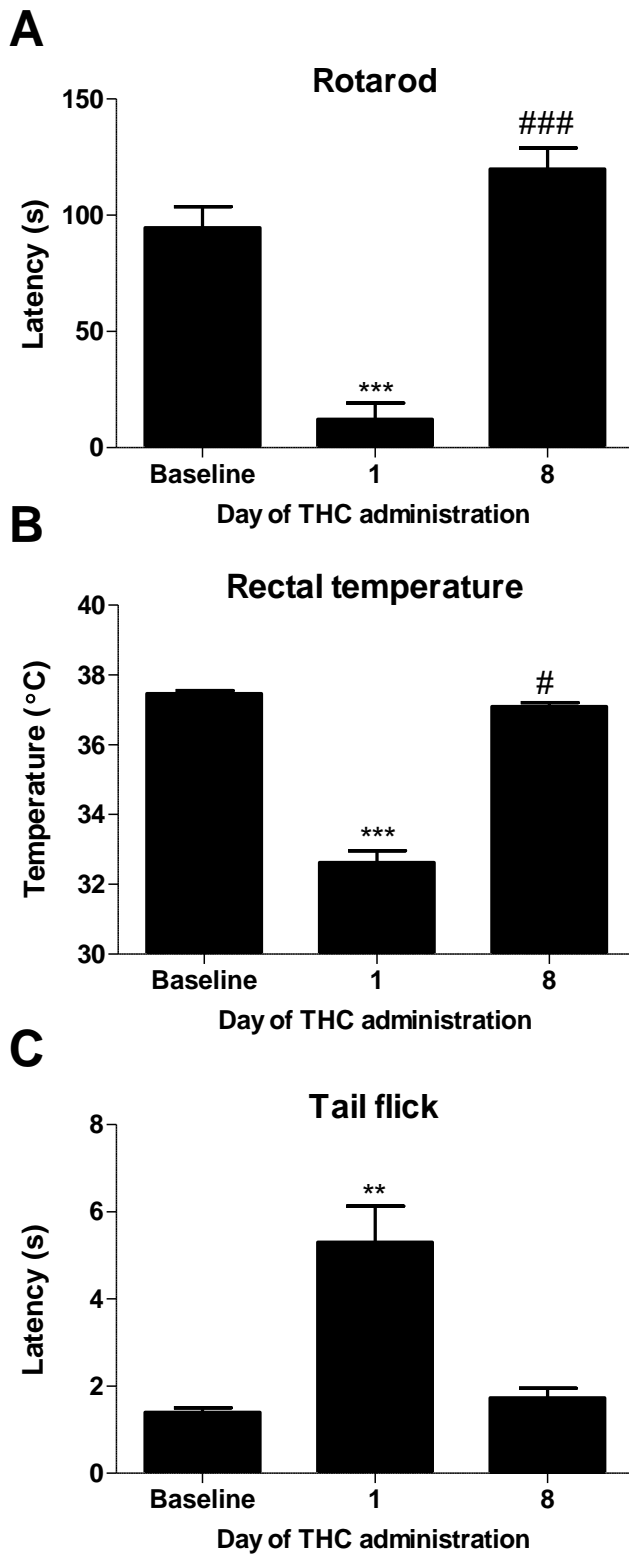 A
Rotarod
150
100
50
0
Latency (s)
***
###
Baseline 1 8
Day of THC administration
B
Rectal temperature
40
38
36
34
32
30
Temperature (°C)
***
#
Baseline 1 8
Day of THC administration
C
Tail flick
8
6
4
2
0
Latency (s)
**
Baseline 1 8
Day of THC administration